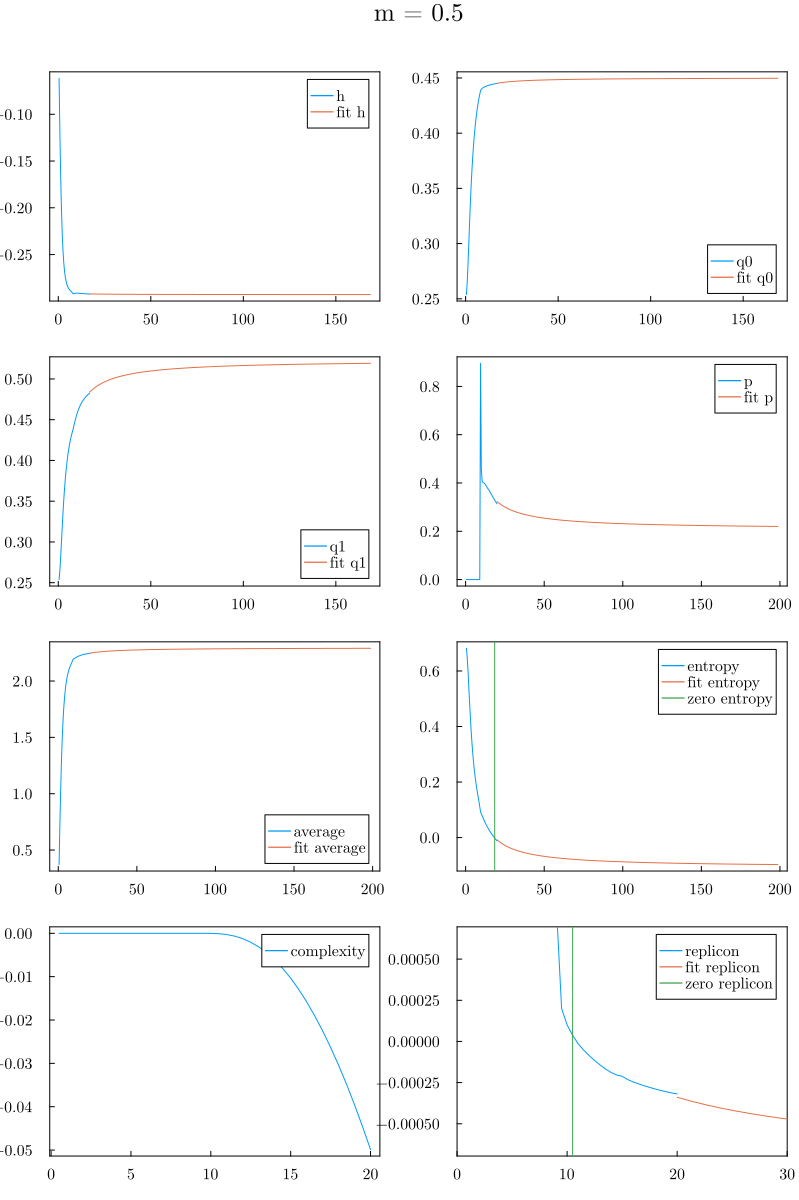 m = 0.5
-0.10
-0.15
-0.20
-0.25
h
fit h
0 50 100 150
0.45
0.40
0.35
0.30
0.25
q0
fit q0
0 50 100 150
0.50
0.45
0.40
0.35
0.30
0.25
q1
fit q1
0 50 100 150
0.8
0.6
0.4
0.2
0.0
p
fit p
0 50 100 150 200
2.0
1.5
1.0
0.5
average
fit average
0 50 100 150 200
0.6
0.4
0.2
0.0
entropy
fit entropy
zero entropy
0 50 100 150 200
0.00
-0.01
-0.02
-0.03
-0.04
-0.05
complexity
0 5 10 15 20
0.00050
0.00025
0.00000
−0.00025
−0.00050
replicon
fit replicon
zero replicon
0 10 20 30